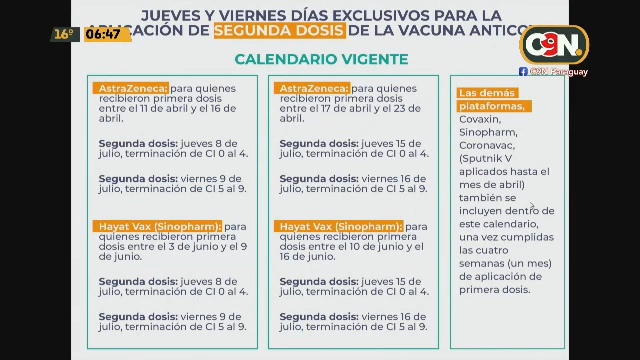 JUEVES Y VIERNES DÍAS EXCLUSIVOS PARA LA
APLICACIÓN DE SEGUNDA DOSIS DE LA VACUNA ANTICO
16°
06:47
C9N
C9N Paraguay
CALENDARIO VIGENTE
AstraZeneca: para quienes
recibieron primera dosis
entre el 11 de abril y el 16 de
abril.
Segunda dosis: jueves 8 de
julio, terminación de CI 0 al 4.
Segunda dosis: viernes 9 de
julio, terminación de CI 5 al 9.
Hayat Vax (Sinopharm): para
quienes recibieron primera
dosis entre el 3 de junio y el 9
de junio.
Segunda dosis: jueves 8 de
julio, terminación de CI 0 al 4.
Segunda dosis: viernes 9 de
julio, terminación de CI 5 al 9.
AstraZeneca: para quienes
recibieron primera dosis
entre el 17 de abril y el 23 de
abril.
Segunda dosis: jueves 15 de
julio, terminación de CI 0 al 4.
Segunda dosis: viernes 16 de
julio, terminación de CI 5 al 9.
Hayat Vax (Sinopharm): para
quienes recibieron primera
dosis entre el 10 de junio y el
16 de junio.
Segunda dosis: jueves 15 de
julio, terminación de CI 0 al 4.
Segunda dosis: viernes 16 de
julio, terminación de CI 5 al 9.
Las demás
plataformas,
Covaxin,
Sinopharm,
Coronavac,
(Sputnik V
aplicados hasta el
mes de abril)
también se
incluyen dentro de
este calendario,
una vez cumplidas
las cuatro
semanas (un mes)
de aplicación de
primera dosis.